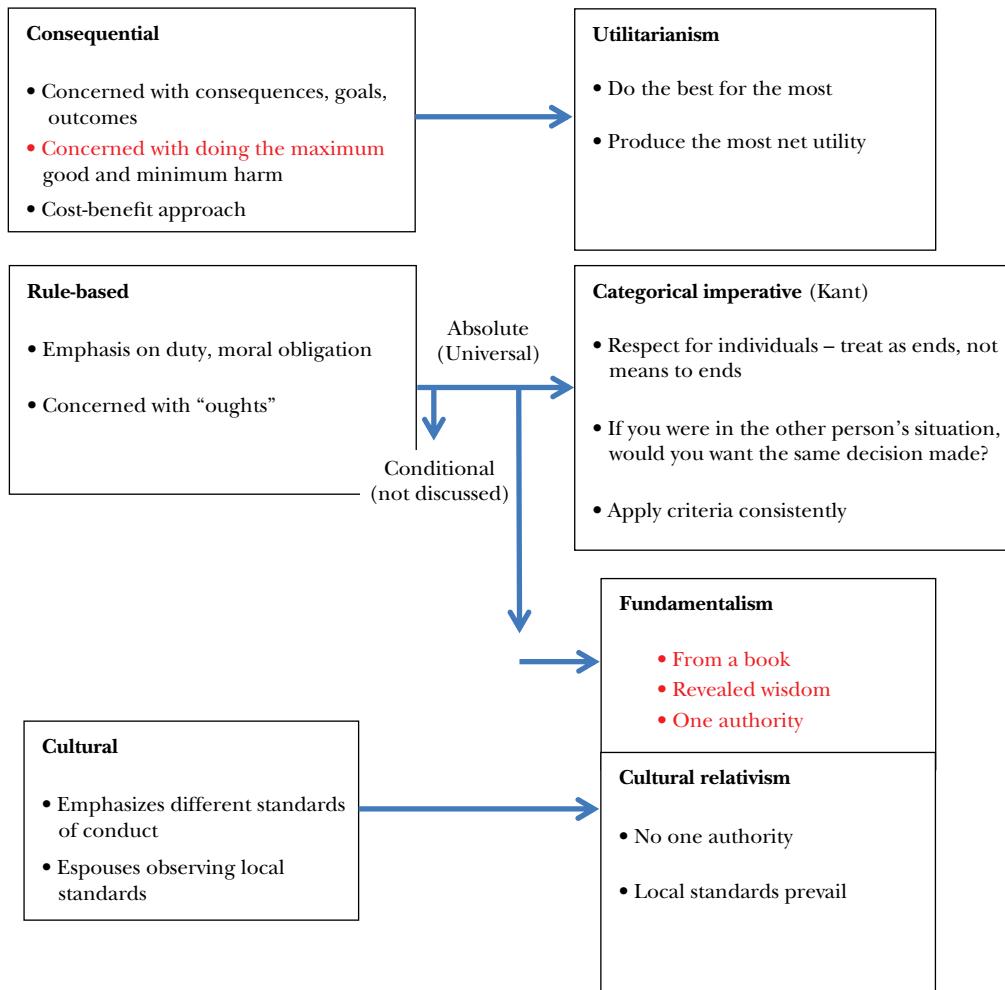 Consequential
• Concerned with consequences, goals,
outcomes
• Concerned with doing the maximum
good and minimum harm
• Cost-benefit approach
Utilitarianism
• Do the best for the most
• Produce the most net utility
Rule-based
• Emphasis on duty, moral obligation
• Concerned with “oughts”
Absolute
(Universal)
Conditional
(not discussed)
Categorical imperative (Kant)
• Respect for individuals – treat as ends, not
means to ends
• If you were in the other person’s situation,
would you want the same decision made?
• Apply criteria consistently
Fundamentalism
• From a book
• Revealed wisdom
• One authority
Cultural
• Emphasizes different standards
of conduct
• Espouses observing local
standards
Cultural relativism
• No one authority
• Local standards prevail